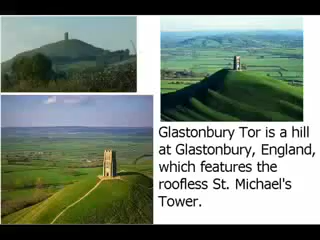 Glastonbury Tor is a hill
at Glastonbury, England,
which features the
roofless St. Michael's
Tower.